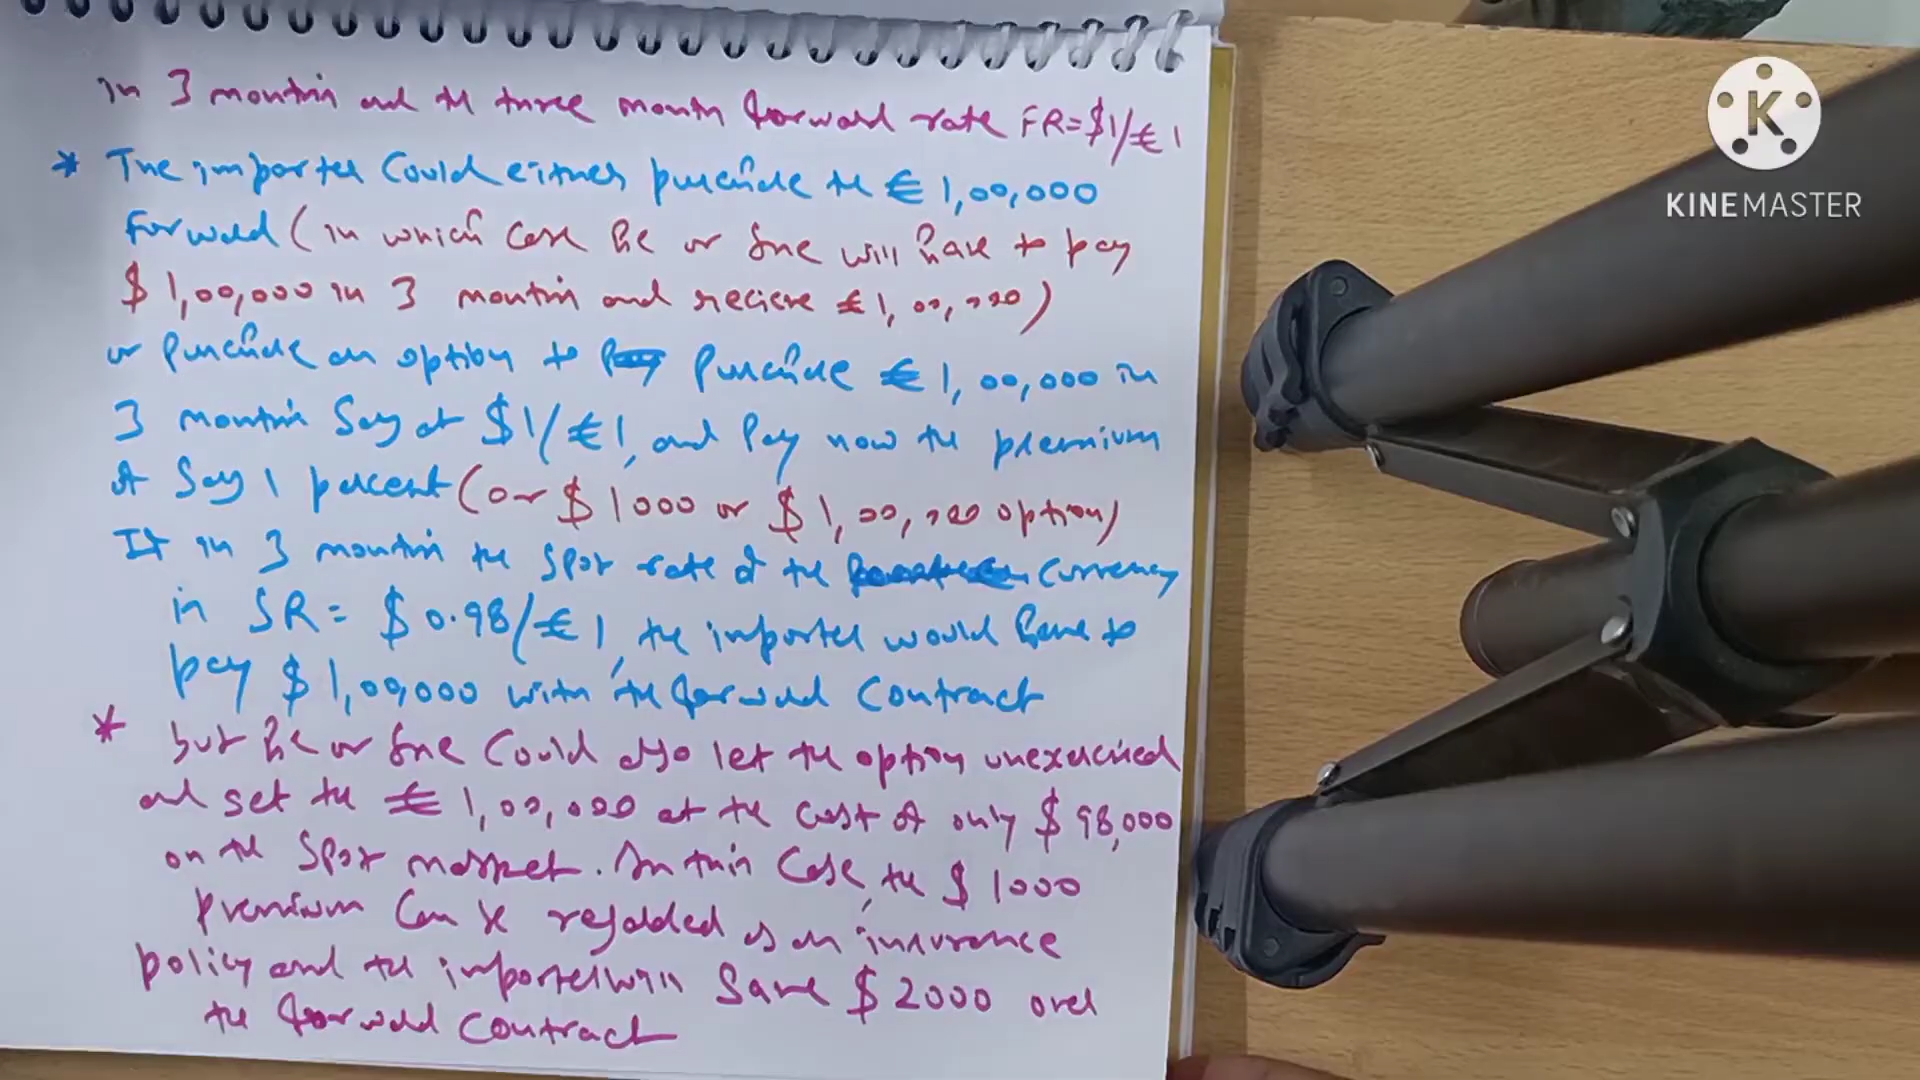 in 3 months and the three month forward rate FR=$1/€1
* The importer could either purchase the € 1,00,000
forward (in which case he or she will have to pay
$ 1,00,000 in 3 months and recieve €1,00,000)
or purchase an option to purchase € 1,00,000 in
3 months say at $1/€1, and pay now the premium
of say 1 percent (or $ 1000 or $ 1,00,000 option)
If in 3 months the spot rate of the currency
is SR = $ 0.98/€1, the importer would have to
pay $ 1,00,000 with the forward contract
* but he or she could also let the option unexercised
and get the € 1,00,000 at the cost of only $ 98,000
on the spot market. In this case, the $ 1000
premium can be regarded as an insurance
policy and the importer will save $ 2000 over
the forward contract
K
KINEMASTER